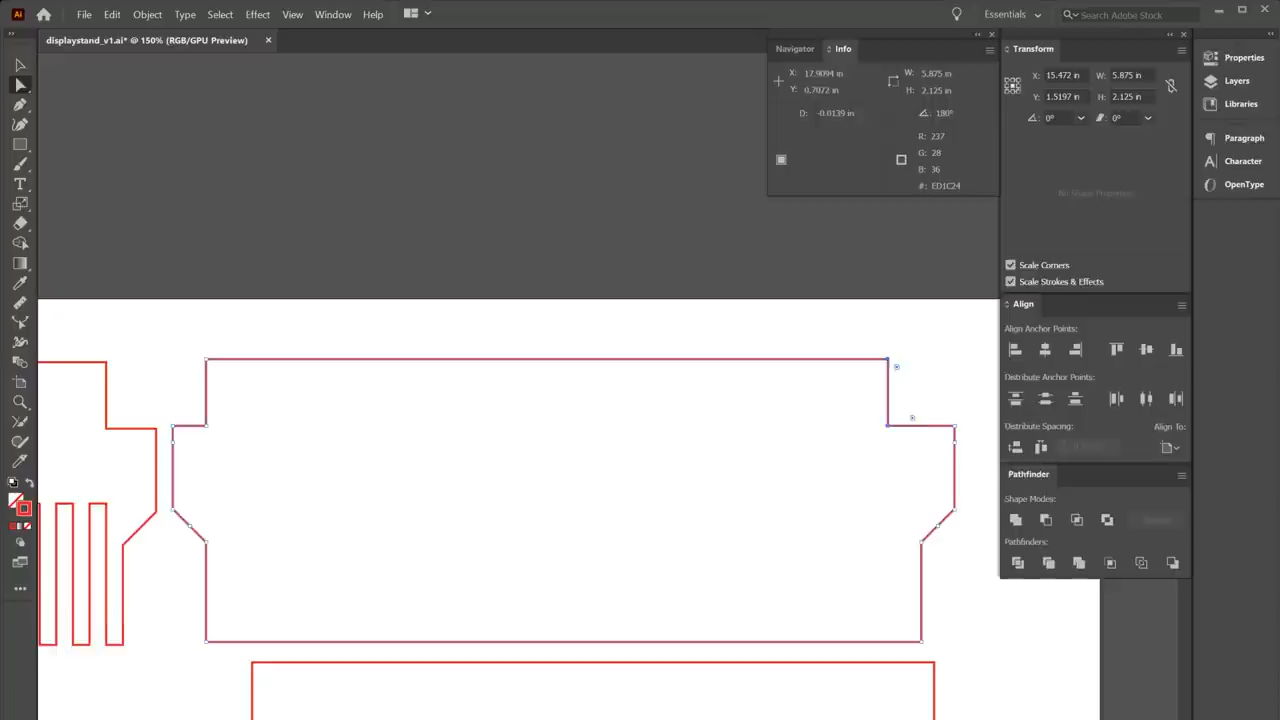 Ai File Edit Object Type Select Effect View Window Help Essentials Search Adobe Stock
displaystand_v1.ai* @ 150% (RGB/GPU Preview)
Navigator Info
X: 17.9094 in W: 5.875 in
Y: 0.7072 in H: 2.125 in
D: -0.0139 in 180°
R: 237
G: 28
B: 36
#: ED1C24
Transform
X: 15.472 in W: 5.875 in
Y: 1.5197 in H: 2.125 in
0° 0°
No Shape Properties
Scale Corners
Scale Strokes & Effects
Align
Align Anchor Points:
Distribute Anchor Points:
Distribute Spacing: Align To:
Pathfinder
Shape Modes:
Pathfinders:
Properties
Layers
Libraries
Paragraph
Character
OpenType